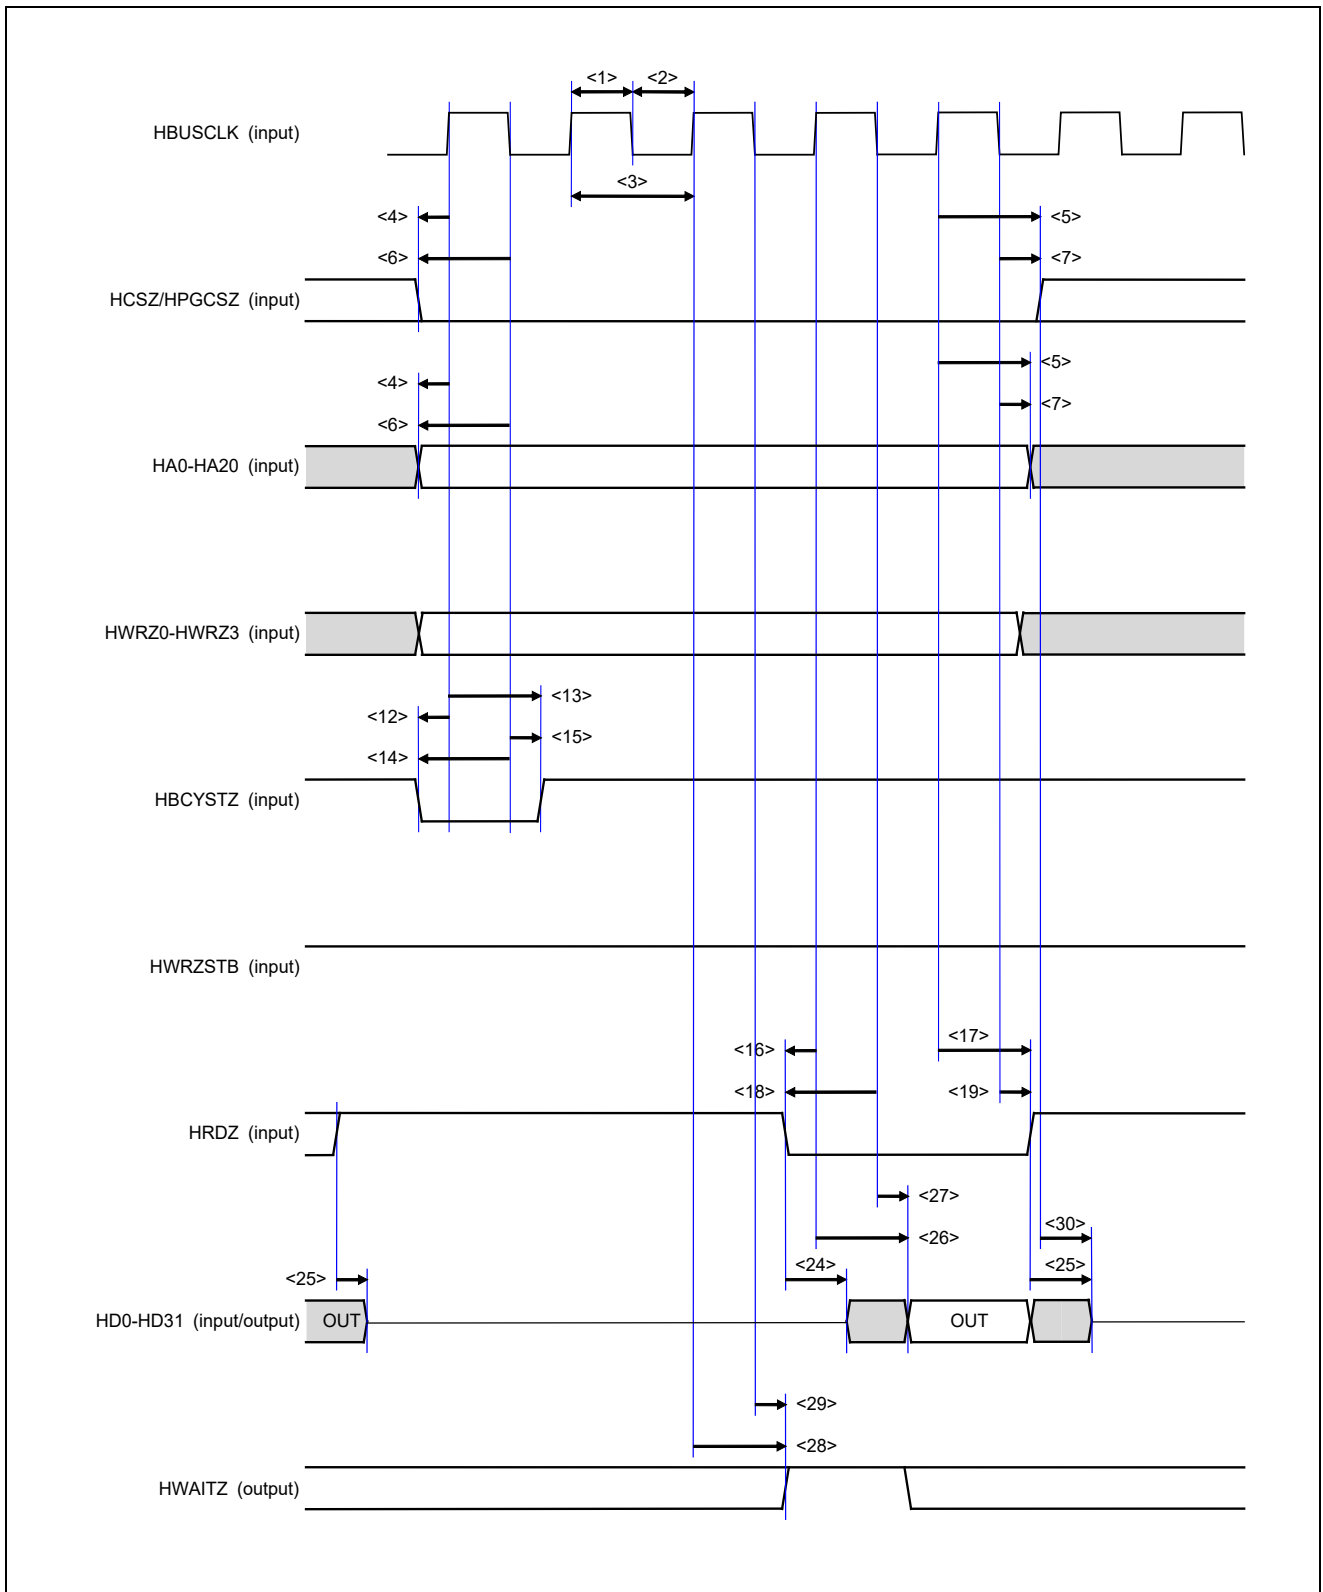 <1> <2>
HBUSCLK (input)
<3>
<4> <5>
<6> <7>
HCSZ/HPGCSZ (input)
<5>
<4>
<7>
<6>
HA0-HA20 (input)
HWRZ0-HWRZ3 (input)
<13>
<12>
<15>
<14>
HBCYSTZ (input)
HWRZSTB (input)
<17>
<16>
<18> <19>
HRDZ (input)
<27>
<30>
<26>
<24>
<25> <25>
HD0-HD31 (input/output) OUT OUT
<29>
<28>
HWAITZ (output)